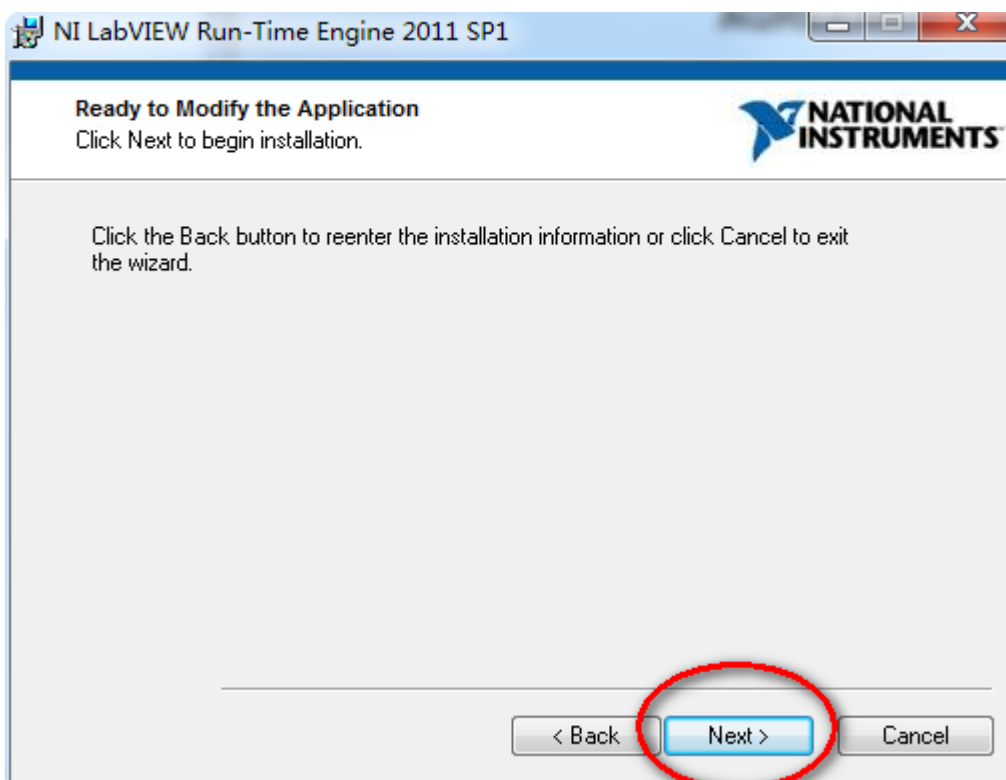 NI LabVIEW Run-Time Engine 2011 SP1
Ready to Modify the Application
Click Next to begin installation.
NATIONAL
INSTRUMENTS
Click the Back button to reenter the installation information or click Cancel to exit
the wizard.
< Back
Next >
Cancel